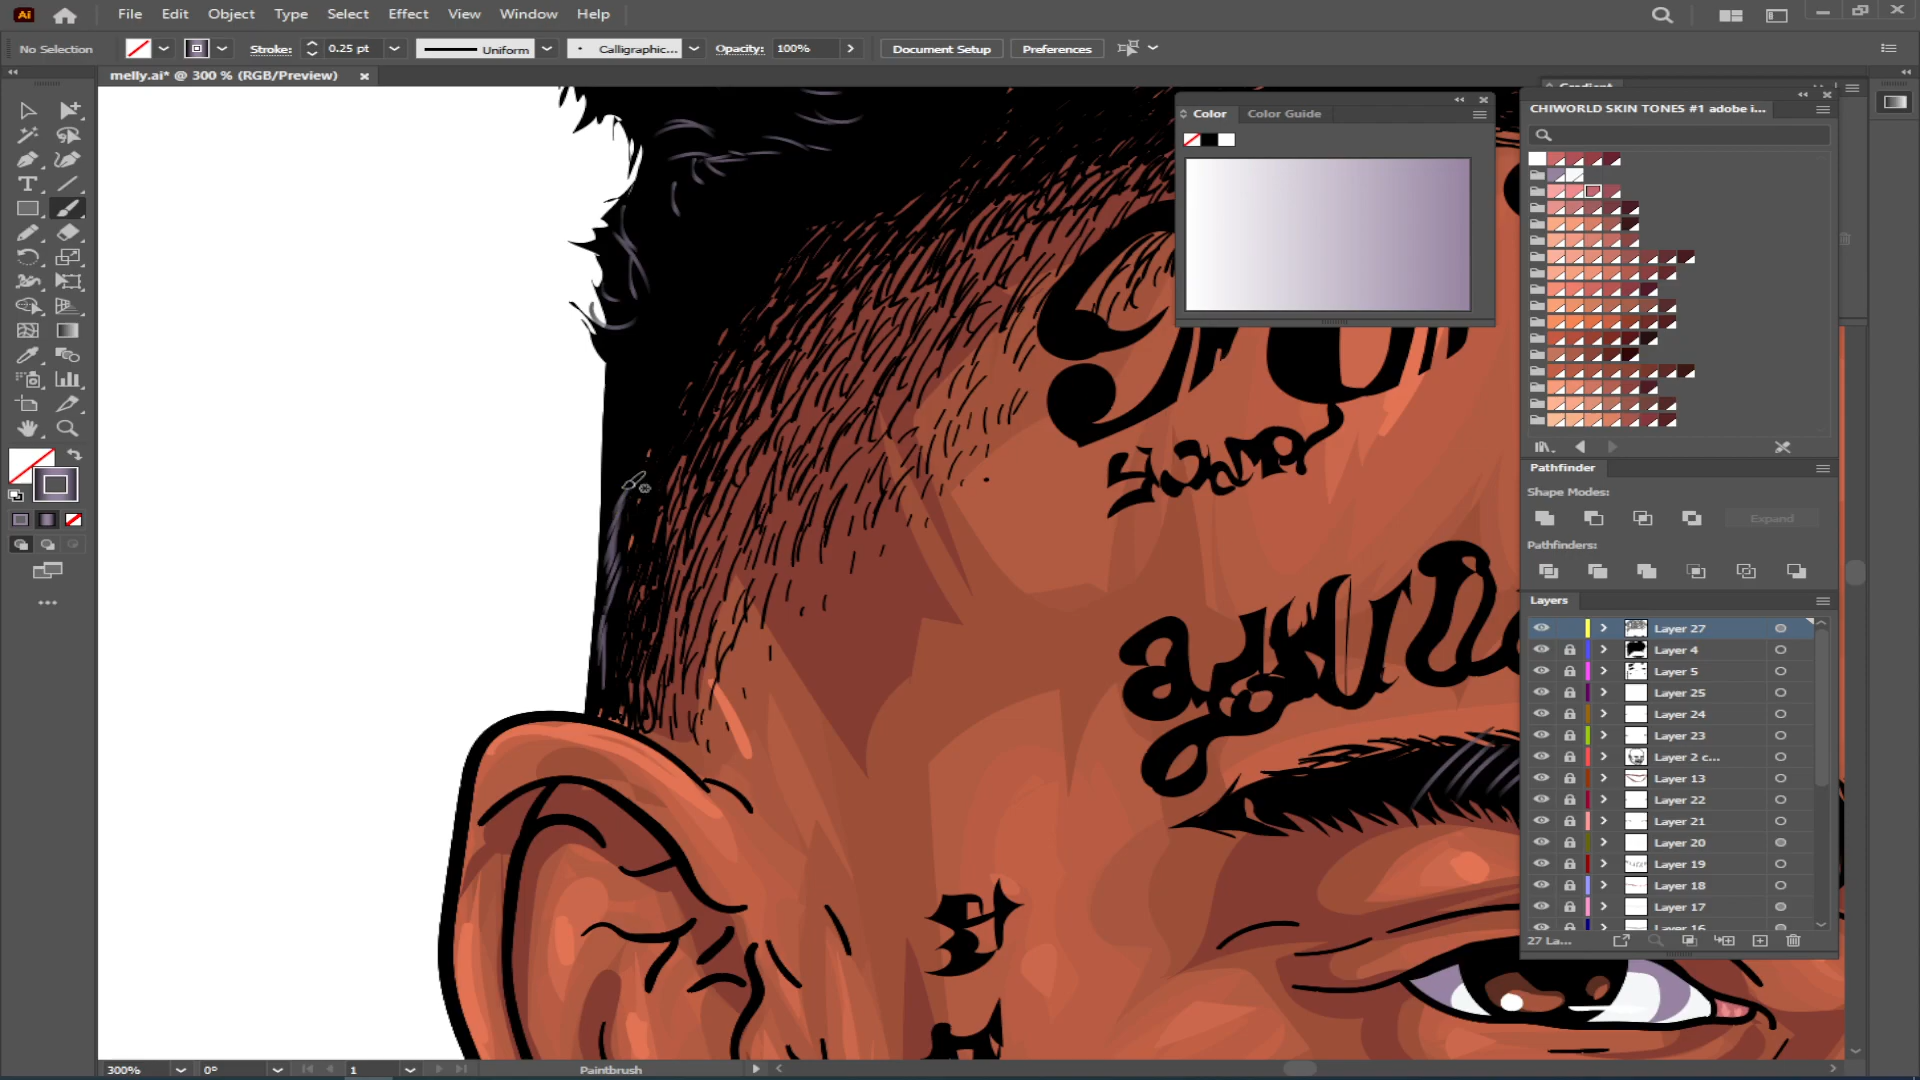 Ai File Edit Object Type Select Effect View Window Help
No Selection Stroke: 0.25 pt Uniform Calligraphic... Opacity: 100% Document Setup Preferences
melly.ai* @ 300 % (RGB/Preview)
Color Color Guide
CHIWORLD SKIN TONES #1 adobe i...
Pathfinder
Shape Modes:
Expand
Pathfinders:
Layers
Layer 27
Layer 4
Layer 5
Layer 25
Layer 24
Layer 23
Layer 2 c...
Layer 13
Layer 22
Layer 21
Layer 20
Layer 19
Layer 18
Layer 17
Layer 16
27 La...
300% 0° 1 Paintbrush